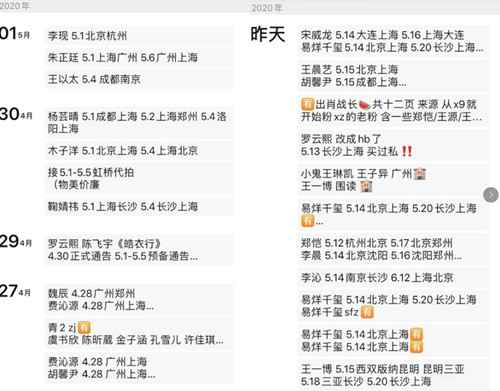 2020年
01 5月
李现 5.1北京杭州
朱正廷 5.1上海广州 5.6广州上海
王以太 5.4 成都南京
30 4月
杨芸晴 5.1成都上海 5.2上海郑州 5.4洛
阳上海
木子洋 5.1北京上海 5.4上海北京
接 5.1-5.5虹桥代拍
（物美价廉
鞠婧祎 5.1上海长沙 5.4长沙上海
29 4月
罗云熙 陈飞宇《皓衣行》
4.30正式通告 5.1-5.5预备通告...
27 4月
魏辰 4.28广州郑州
费沁源 4.28广州上海...
青2 zj 有
虞书欣 陈昕葳 金子涵 孔雪儿 许佳琪...
费沁源 4.28 广州上海
胡馨尹 4.28 广州上海...
2020年
昨天
宋威龙 5.14大连上海 5.16上海大连
易烊千玺 5.14北京上海 5.20长沙上海...
王晨艺 5.15北京上海
胡馨尹 5.15成都上海...
有出肖战长🍉共十二页 来源 从x9就
开始粉xz的老粉 含一些郑恺/王源/王...
罗云熙 改成hb了
5.13长沙上海 买过私 ‼️
小鬼王琳凯 王子异 广州🏩
王一博 围读 🏩
易烊千玺 5.14北京上海 5.20长沙上海
有...
郑恺 5.12杭州北京 5.17北京郑州
李晨 5.14北京沈阳 5.16沈阳郑州...
李沁 5.14南京长沙 6.12上海北京
易烊千玺 5.14北京上海 5.20长沙上海
易烊千玺sfz 有
易烊千玺 5.14北京上海 有
易烊千玺 5.14北京上海 有
王一博 5.15西双版纳昆明 昆明三亚
5.18三亚长沙 5.20长沙上海